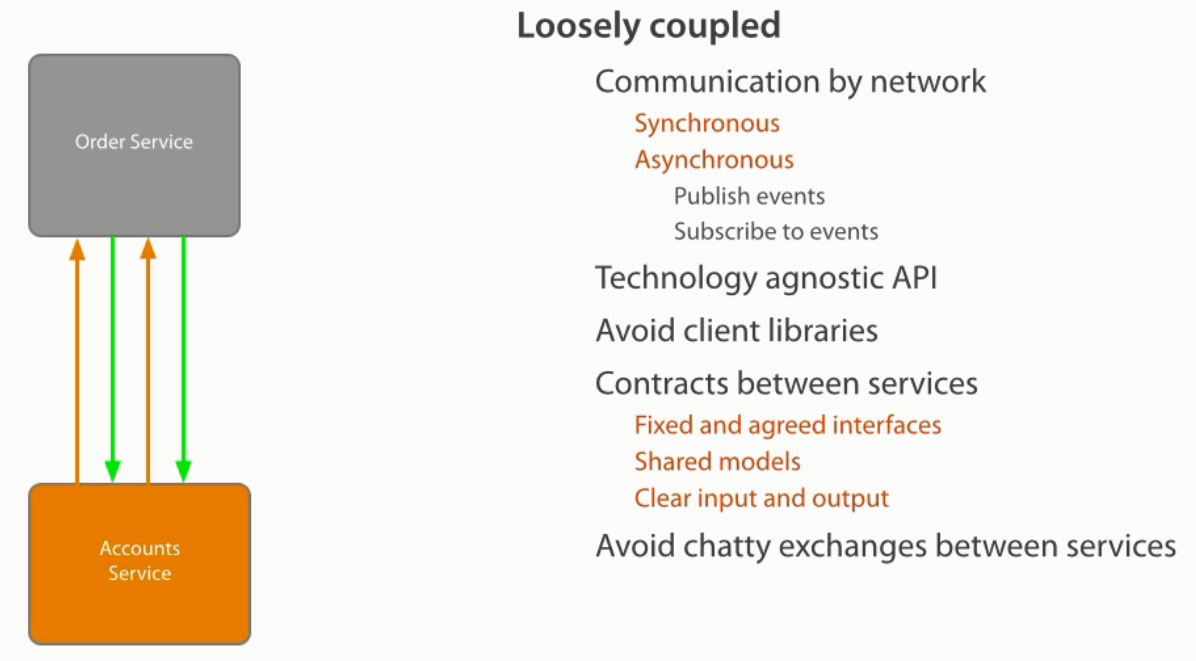 Loosely coupled
Order Service
Communication by network
Synchronous
Asynchronous
Publish events
Subscribe to events
Technology agnostic API
Avoid client libraries
Contracts between services
Fixed and agreed interfaces
Shared models
Clear input and output
Avoid chatty exchanges between services
Accounts
Service